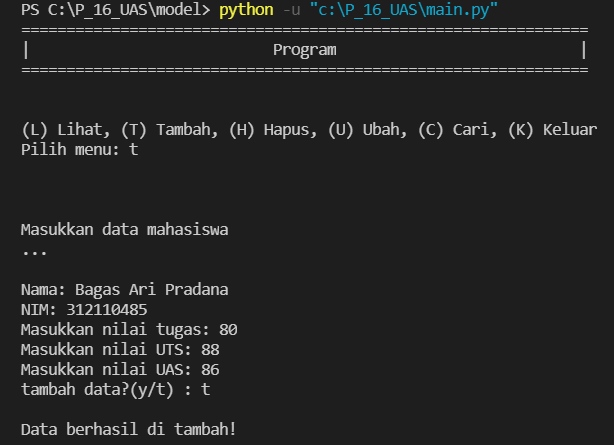 PS C:\P_16_UAS\model> python -u "c:\P_16_UAS\main.py"
===============================================================
|                           Program                           |
===============================================================
(L) Lihat, (T) Tambah, (H) Hapus, (U) Ubah, (C) Cari, (K) Keluar
Pilih menu: t
Masukkan data mahasiswa
...
Nama: Bagas Ari Pradana
NIM: 312110485
Masukkan nilai tugas: 80
Masukkan nilai UTS: 88
Masukkan nilai UAS: 86
tambah data?(y/t) : t
Data berhasil di tambah!